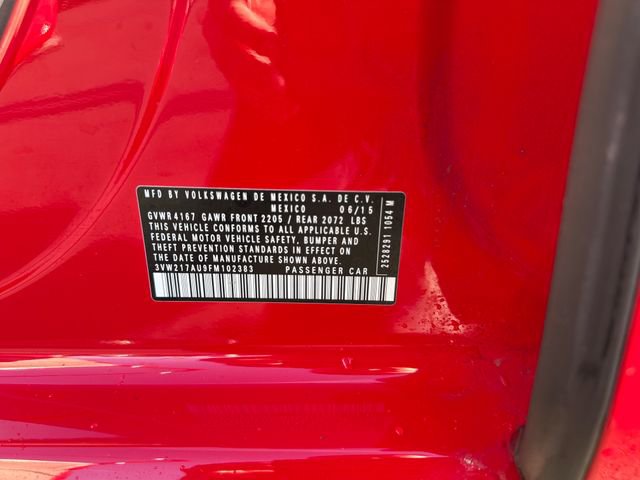 MFD BY VOLKSWAGEN DE MEXICO S.A. DE C.V.
MEXICO 06/15
GVWR 4167 GAWR FRONT 2205 / REAR 2072 LBS
THIS VEHICLE CONFORMS TO ALL APPLICABLE U.S.
FEDERAL MOTOR VEHICLE SAFETY, BUMPER AND
THEFT PREVENTION STANDARDS IN EFFECT ON
THE DATE OF MANUFACTURE SHOWN ABOVE.
3VW217AU9FM102383 PASSENGER CAR
2528291 1054M